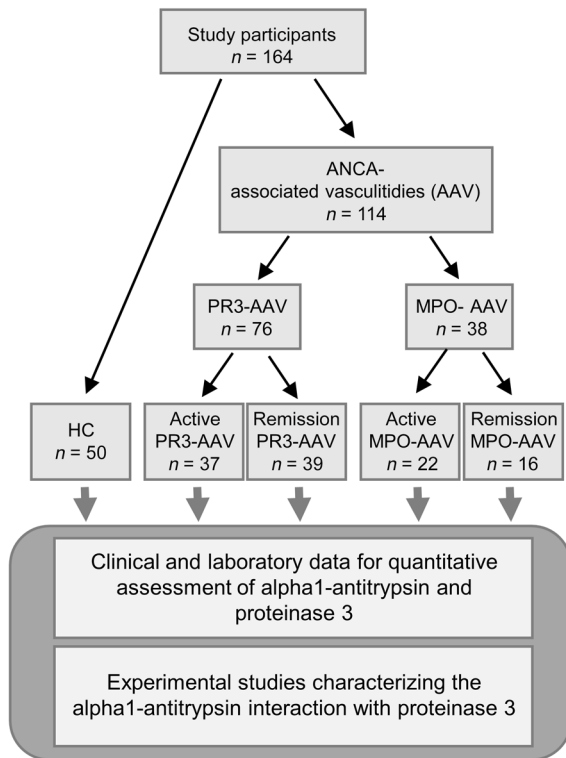 Study participants
n = 164
ANCA-
associated vasculitidies (AAV)
n = 114
PR3-AAV
n = 76
MPO- AAV
n = 38
HC
n = 50
Active
PR3-AAV
n = 37
Remission
PR3-AAV
n = 39
Active
MPO-AAV
n = 22
Remission
MPO-AAV
n = 16
Clinical and laboratory data for quantitative
assessment of alpha1-antitrypsin and
proteinase 3
Experimental studies characterizing the
alpha1-antitrypsin interaction with proteinase 3